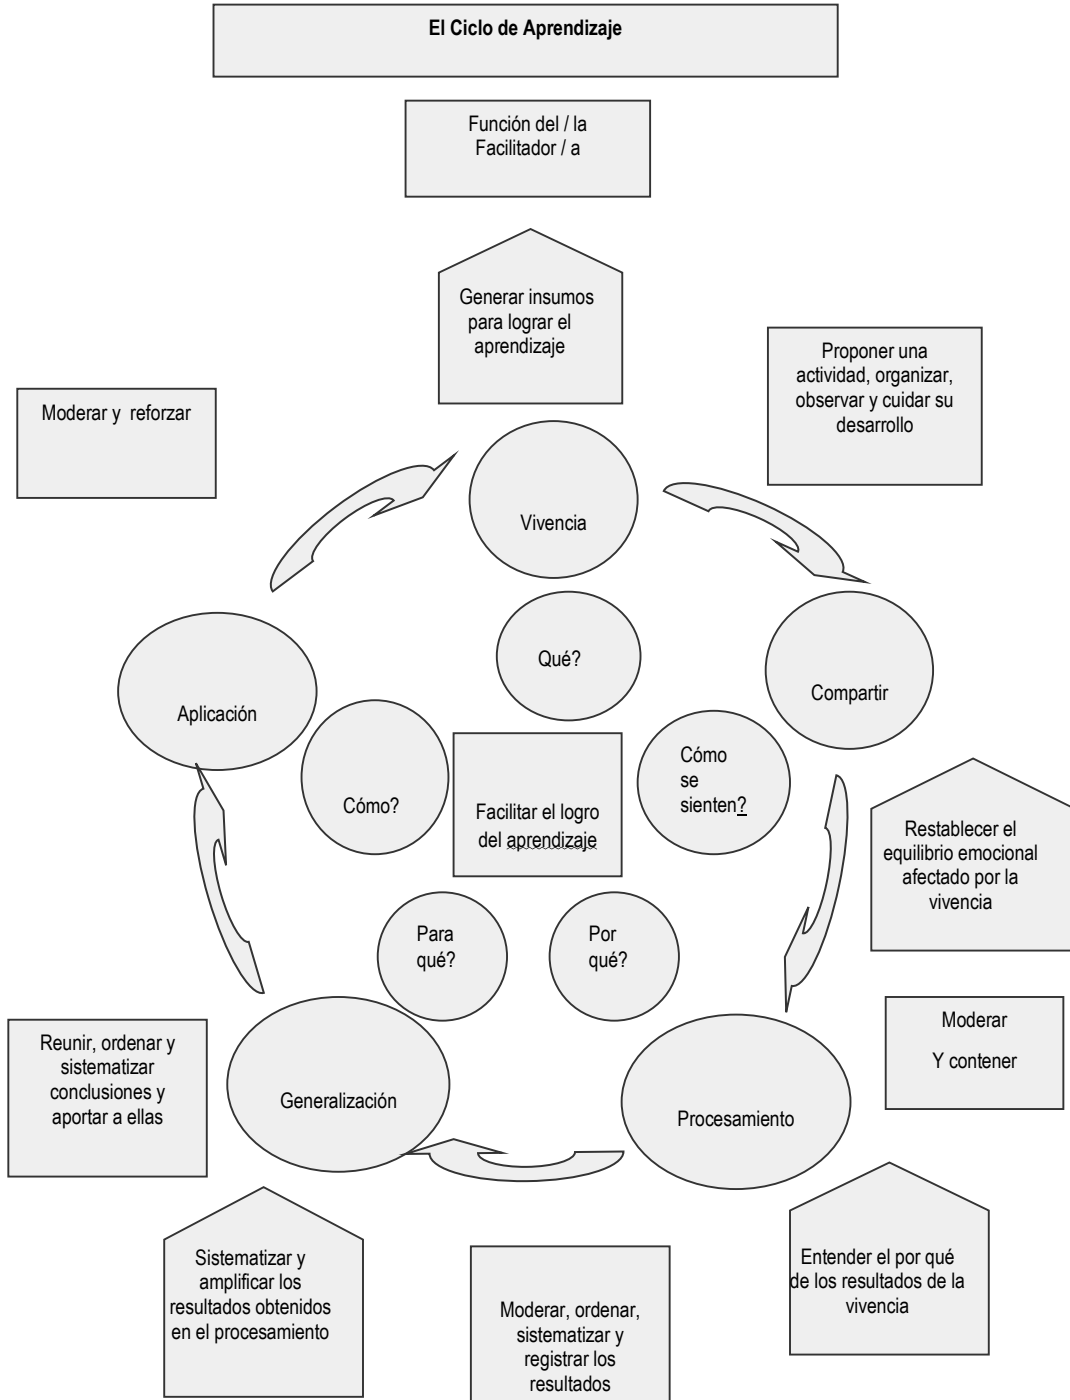 El Ciclo de Aprendizaje
Función del / la
Facilitador / a
Generar insumos
para lograr el
aprendizaje
Proponer una
actividad, organizar,
observar y cuidar su
desarrollo
Moderar y reforzar
Vivencia
Qué?
Compartir
Aplicación
Cómo?
Facilitar el logro
del aprendizaje
Cómo
se
sienten?
Restablecer el
equilibrio emocional
afectado por la
vivencia
Para
qué?
Por
qué?
Moderar
Y contener
Reunir, ordenar y
sistematizar
conclusiones y
aportar a ellas
Generalización
Procesamiento
Sistematizar y
amplificar los
resultados obtenidos
en el procesamiento
Moderar, ordenar,
sistematizar y
registrar los
resultados
Entender el por qué
de los resultados de la
vivencia